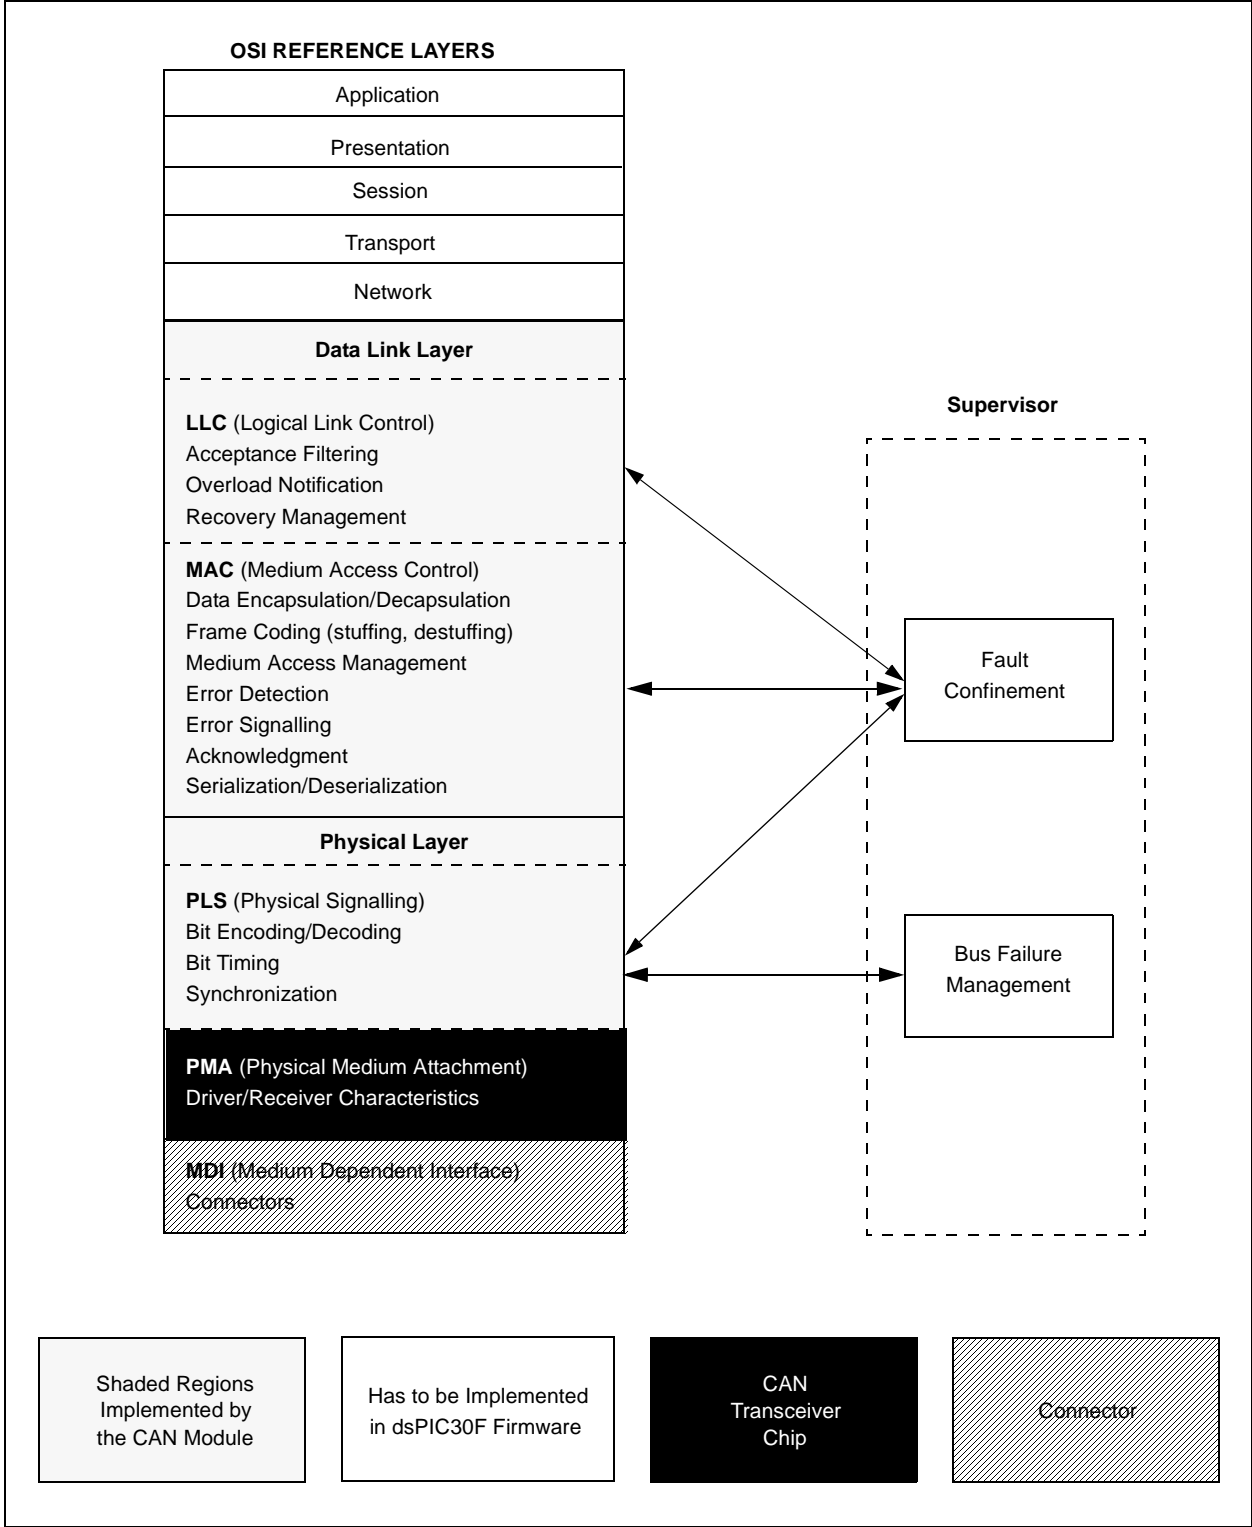 OSI REFERENCE LAYERS
Application
Presentation
Session
Transport
Network
Data Link Layer
LLC (Logical Link Control)
Acceptance Filtering
Overload Notification
Recovery Management
MAC (Medium Access Control)
Data Encapsulation/Decapsulation
Frame Coding (stuffing, destuffing)
Medium Access Management
Error Detection
Error Signalling
Acknowledgment
Serialization/Deserialization
Physical Layer
PLS (Physical Signalling)
Bit Encoding/Decoding
Bit Timing
Synchronization
PMA (Physical Medium Attachment)
Driver/Receiver Characteristics
MDI (Medium Dependent Interface)
Connectors
Supervisor
Fault
Confinement
Bus Failure
Management
Shaded Regions
Implemented by
the CAN Module
Has to be Implemented
in dsPIC30F Firmware
CAN
Transceiver
Chip
Connector